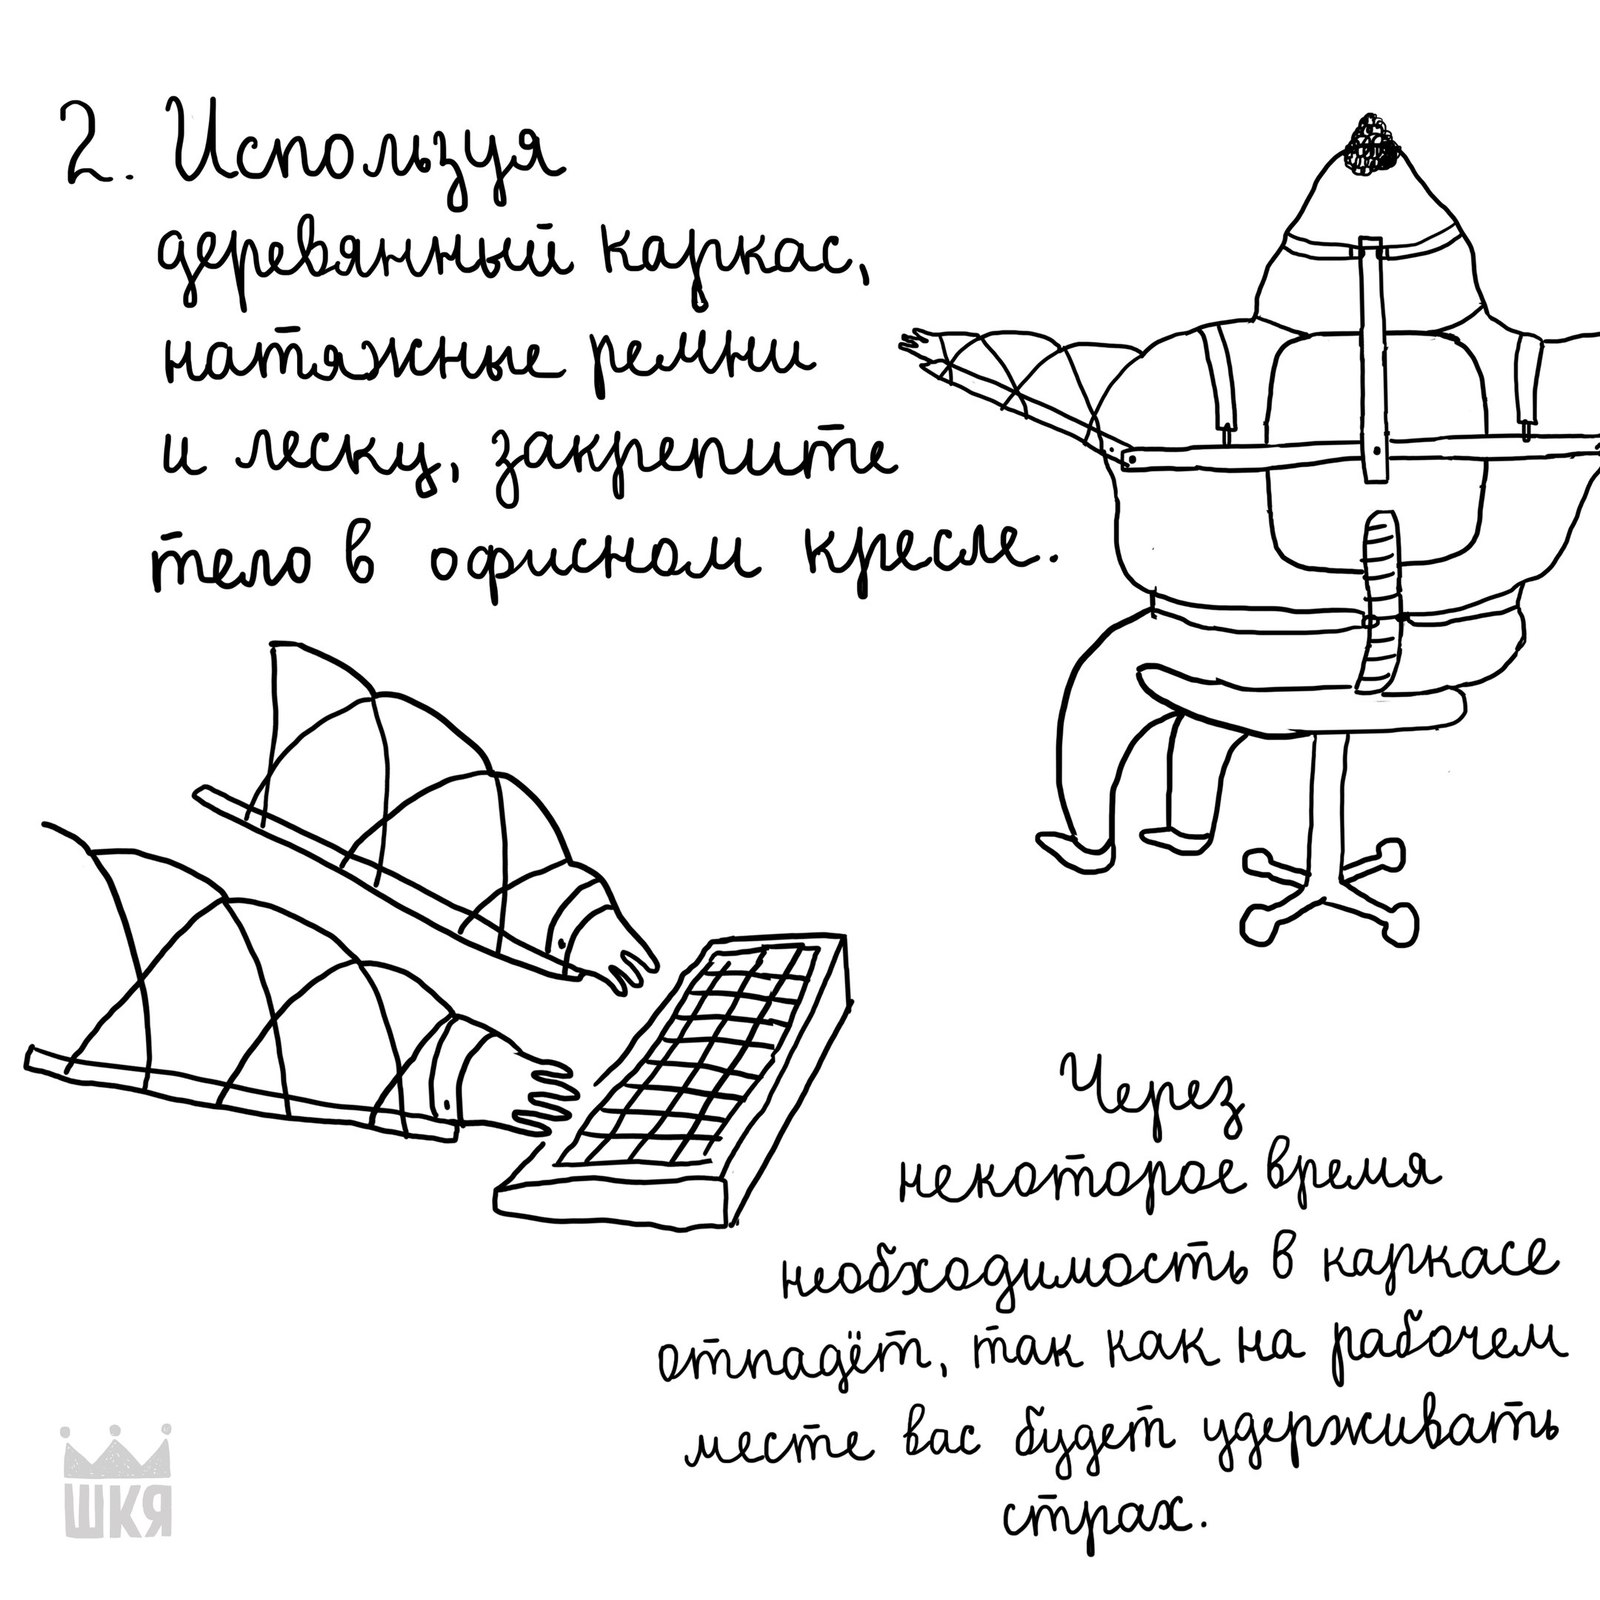 2. Используя
деревянный каркас,
натяжные ремни
и леску, закрепите
тело в офисном кресле.
Через
некоторое время
необходимость в каркасе
отпадёт, так как на рабочем
месте вас будет удерживать
страх.
ШКЯ